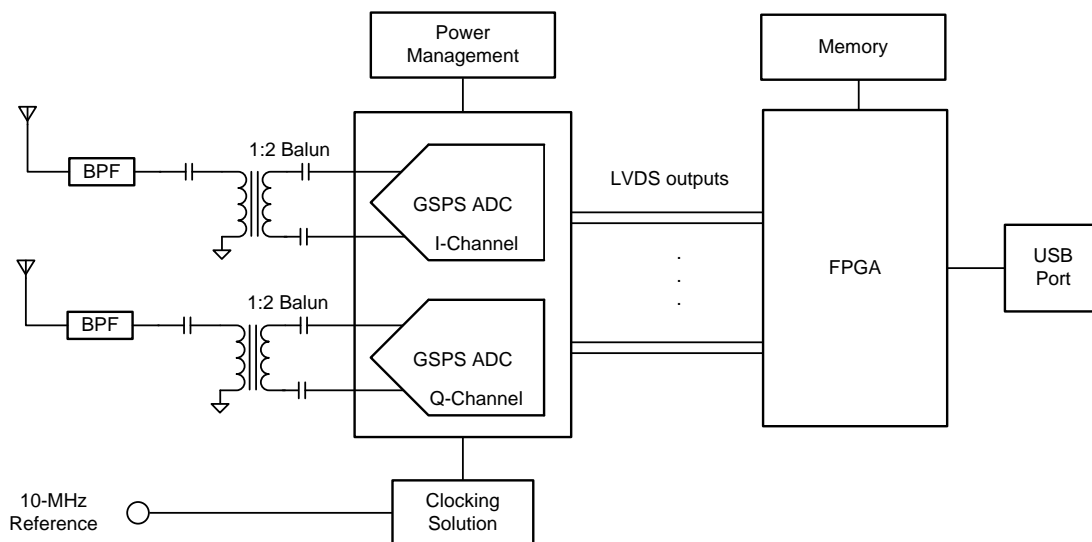 Power
Management
Memory
1:2 Balun
BPF
GSPS ADC
I-Channel
LVDS outputs
FPGA
USB
Port
1:2 Balun
BPF
GSPS ADC
Q-Channel
10-MHz
Reference
Clocking
Solution